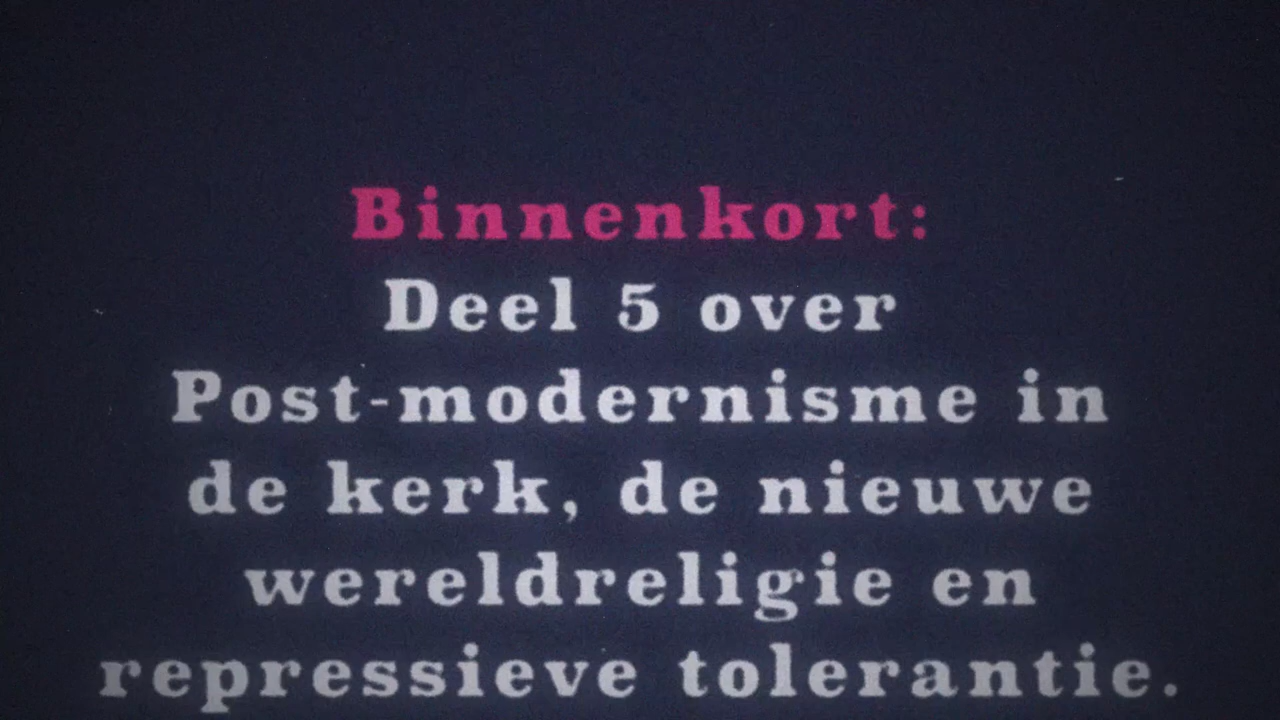 Binnenkort:
Deel 5 over
Post-modernisme in
de kerk, de nieuwe
wereldreligie en
repressieve tolerantie.